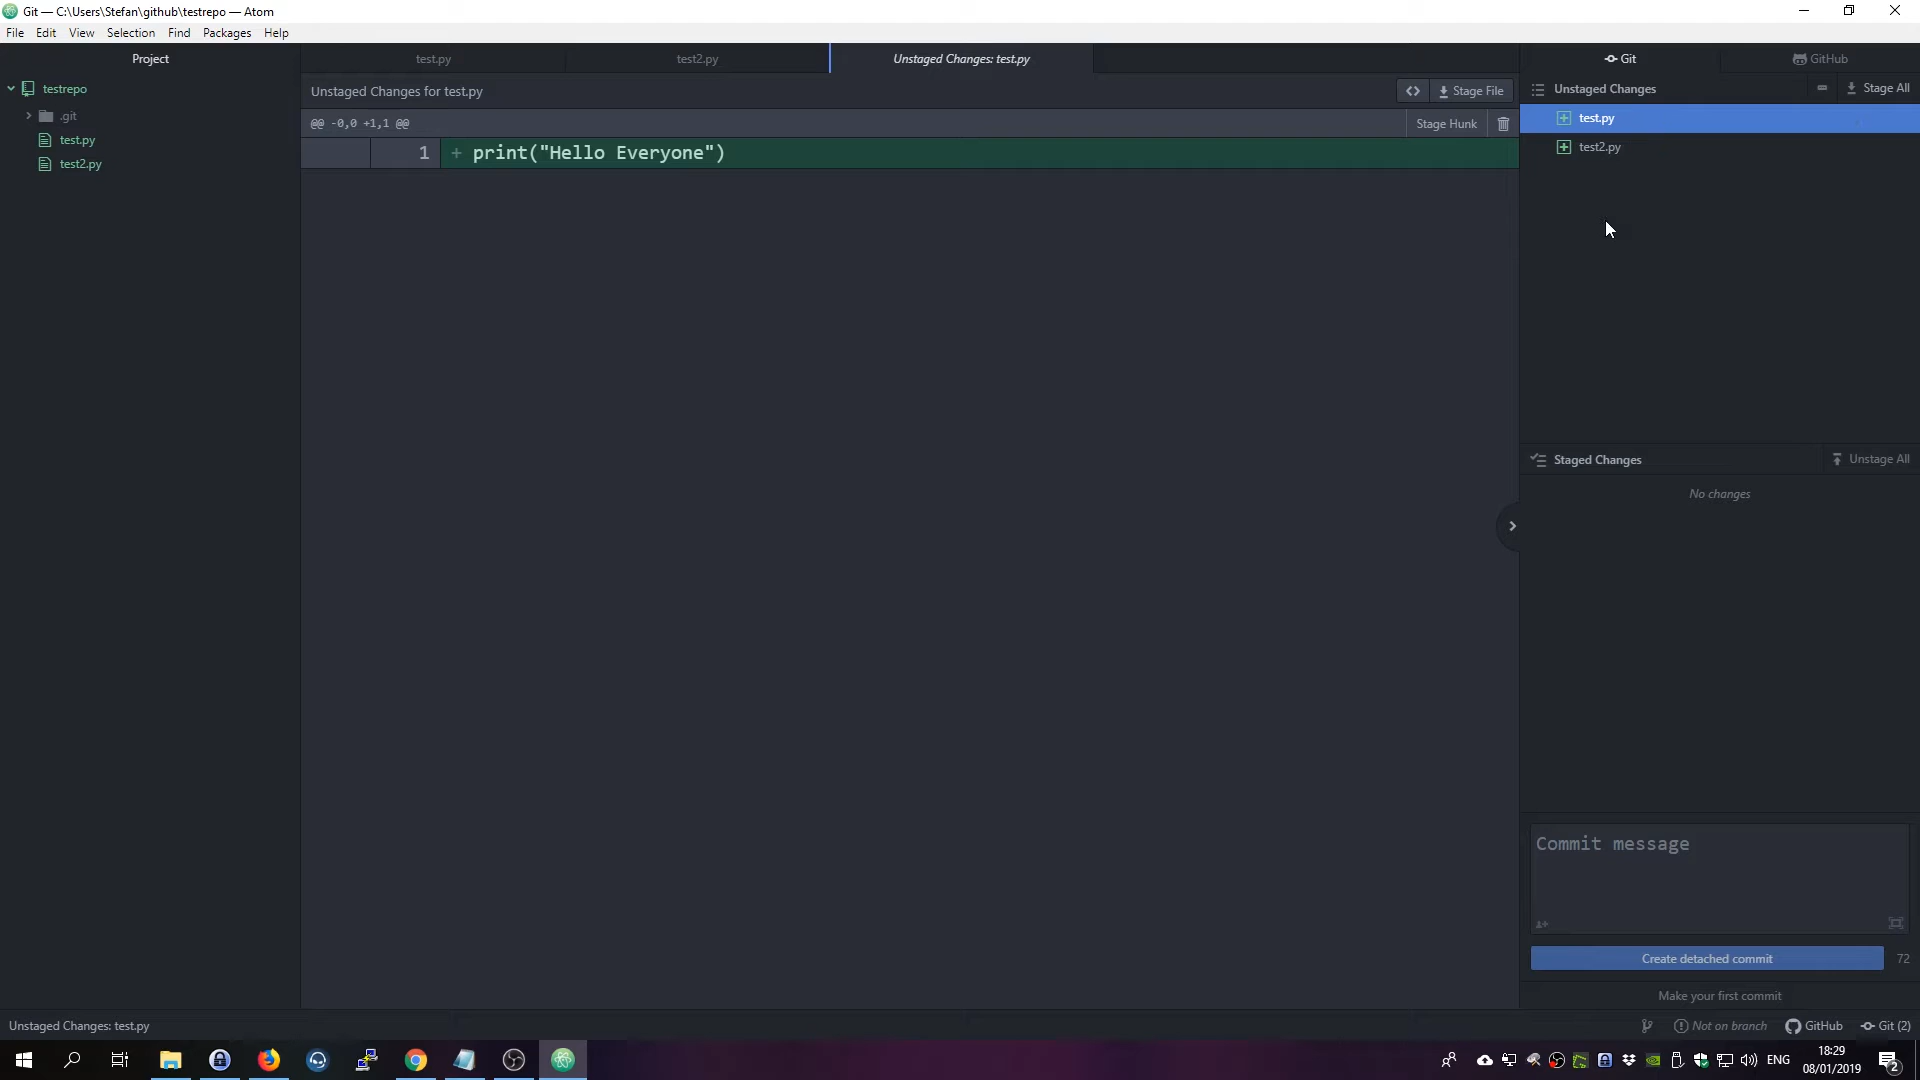 Git — C:\Users\Stefan\github\testrepo — Atom
File Edit View Selection Find Packages Help
Project
testrepo
.git
test.py
test2.py
test.py test2.py Unstaged Changes: test.py
Unstaged Changes for test.py <> Stage File
@@ -0,0 +1,1 @@ Stage Hunk
1 + print("Hello Everyone")
Git GitHub
Unstaged Changes Stage All
test.py
test2.py
Staged Changes Unstage All
No changes
Commit message
Create detached commit 72
Make your first commit
Unstaged Changes: test.py Not on branch GitHub Git (2)
ENG
18:29
08/01/2019
2